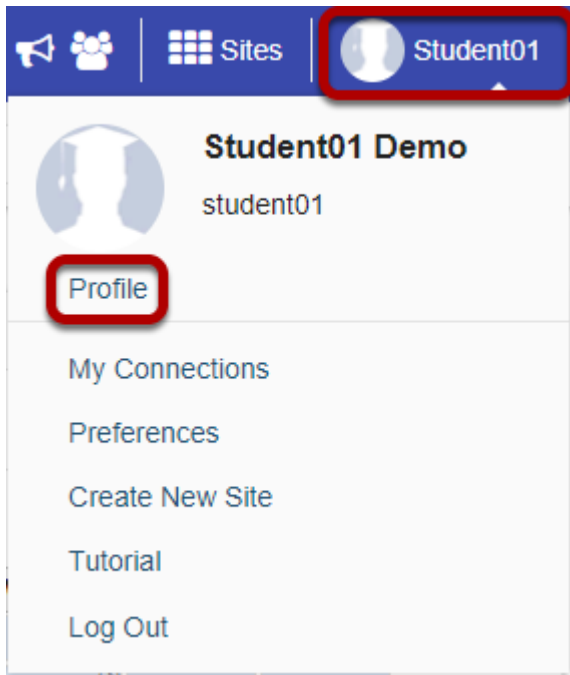 Sites Student01
Student01 Demo
student01
Profile
My Connections
Preferences
Create New Site
Tutorial
Log Out